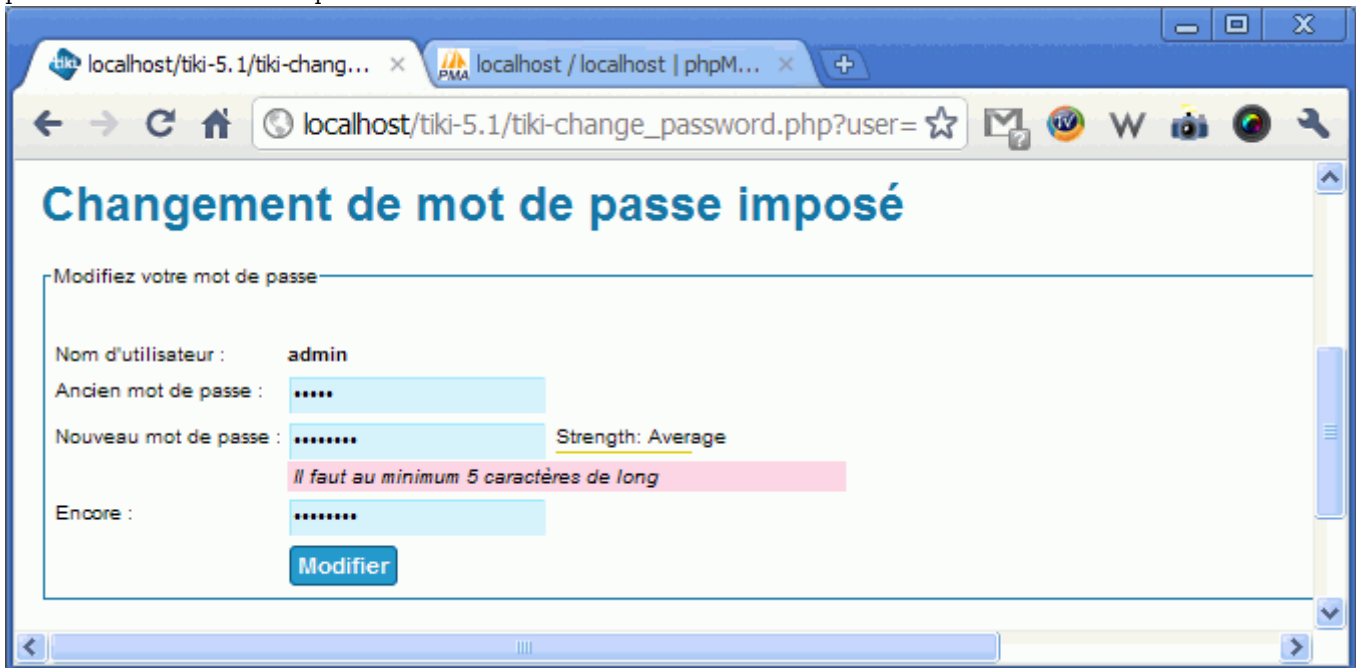 localhost/tiki-5.1/tiki-chang...
PMA
localhost / localhost | phpM...
localhost/tiki-5.1/tiki-change_password.php?user=
Changement de mot de passe imposé
Modifiez votre mot de passe
Nom d'utilisateur : admin
Ancien mot de passe : •••••
Nouveau mot de passe : •••••••• Strength: Average
Il faut au minimum 5 caractères de long
Encore : ••••••••
Modifier